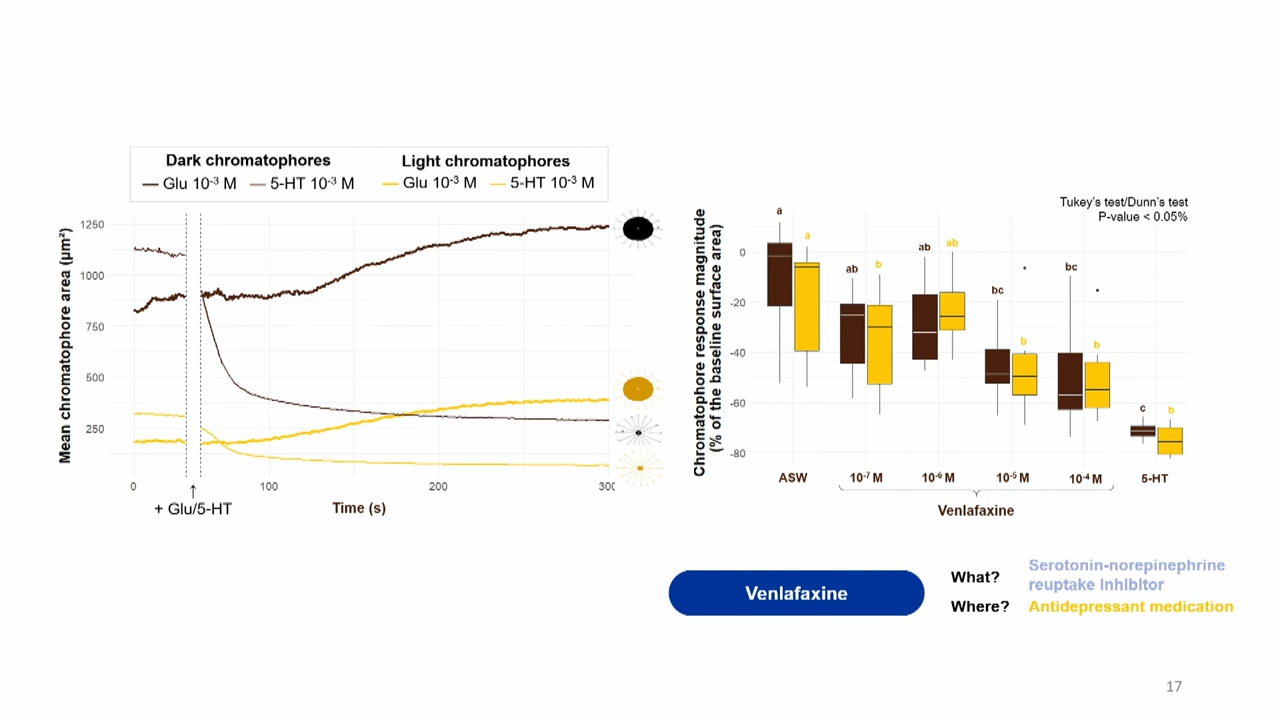 Dark chromatophores Light chromatophores
Glu 10⁻³ M 5-HT 10⁻³ M Glu 10⁻³ M 5-HT 10⁻³ M
Mean chromatophore area (µm²)
1250
1000
750
500
250
0 100 200 300
+ Glu/5-HT Time (s)
Tukey's test/Dunn's test
P-value < 0.05%
Chromatophore response magnitude
(% of the baseline surface area)
0
-20
-40
-60
-80
a a ab b ab ab bc b bc b c b
ASW 10⁻⁷ M 10⁻⁶ M 10⁻⁵ M 10⁻⁴ M 5-HT
Venlafaxine
Venlafaxine
What? Serotonin-norepinephrine
reuptake inhibitor
Where? Antidepressant medication
17